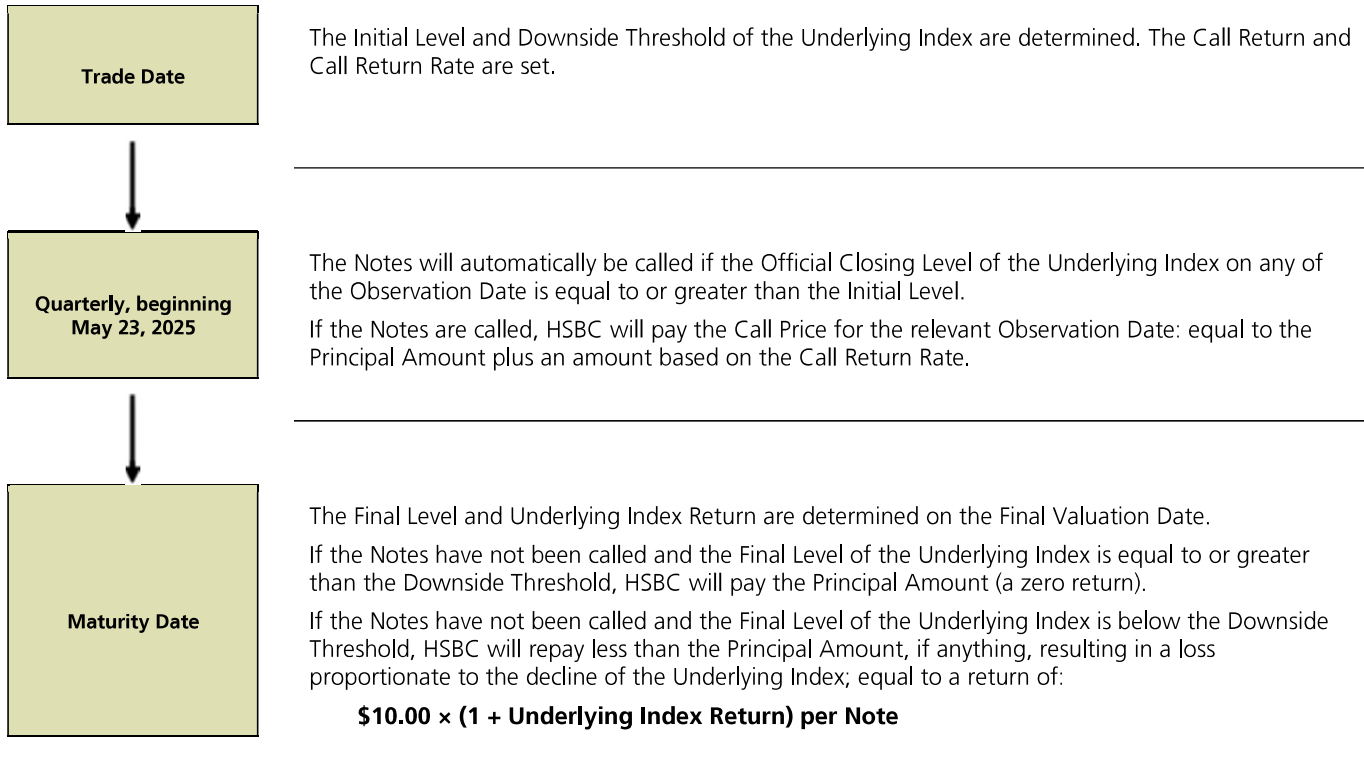 Trade Date
The Initial Level and Downside Threshold of the Underlying Index are determined. The Call Return and
Call Return Rate are set.
Quarterly, beginning
May 23, 2025
The Notes will automatically be called if the Official Closing Level of the Underlying Index on any of
the Observation Date is equal to or greater than the Initial Level.
If the Notes are called, HSBC will pay the Call Price for the relevant Observation Date: equal to the
Principal Amount plus an amount based on the Call Return Rate.
Maturity Date
The Final Level and Underlying Index Return are determined on the Final Valuation Date.
If the Notes have not been called and the Final Level of the Underlying Index is equal to or greater
than the Downside Threshold, HSBC will pay the Principal Amount (a zero return).
If the Notes have not been called and the Final Level of the Underlying Index is below the Downside
Threshold, HSBC will repay less than the Principal Amount, if anything, resulting in a loss
proportionate to the decline of the Underlying Index; equal to a return of:
$10.00 × (1 + Underlying Index Return) per Note